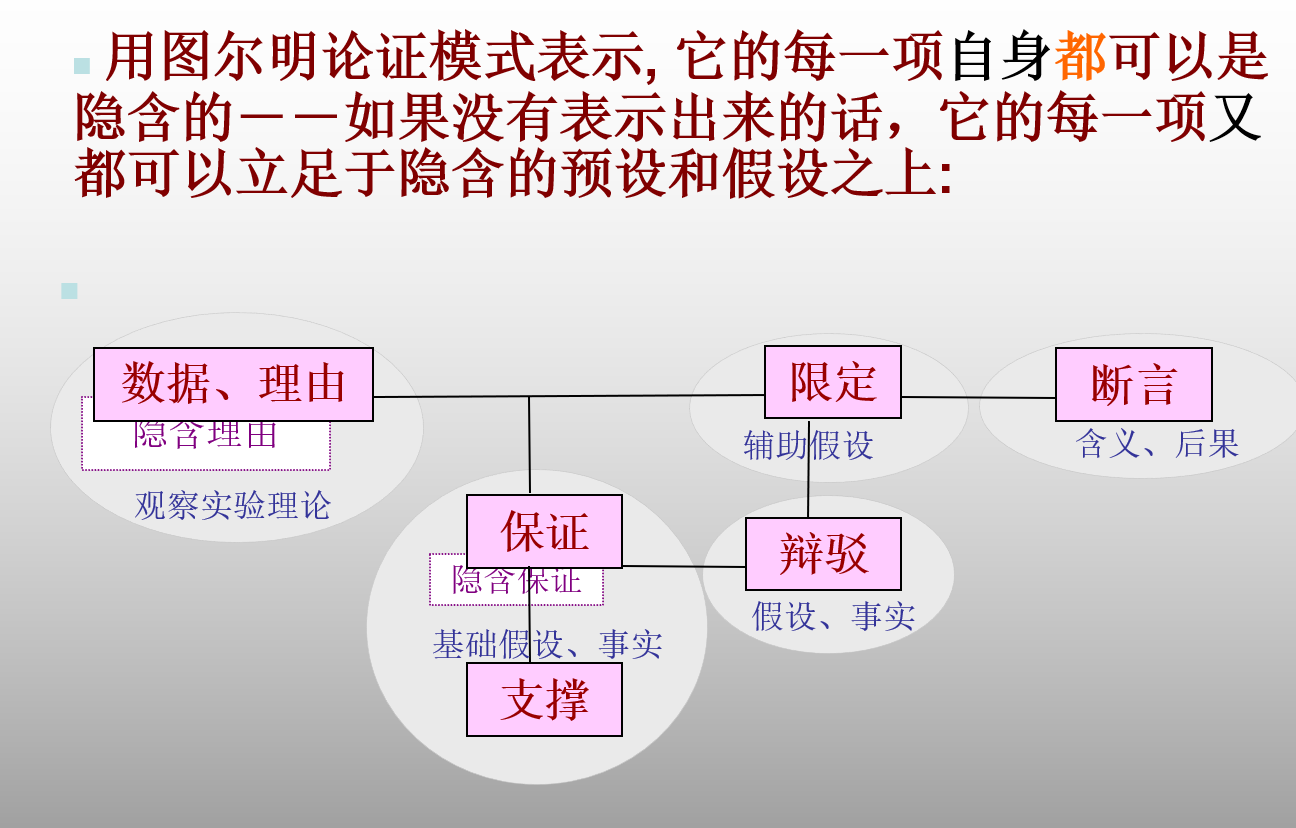 用图尔明论证模式表示, 它的每一项自身都可以是
隐含的－－如果没有表示出来的话，它的每一项又
都可以立足于隐含的预设和假设之上:
数据、理由
隐含理由
观察实验理论
限定
辅助假设
断言
含义、后果
保证
隐含保证
基础假设、事实
支撑
辩驳
假设、事实